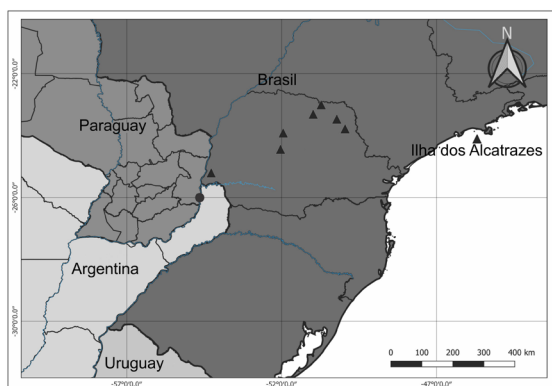 N
-22°0'0.0"
Brasil
Paraguay
Ilha dos Alcatrazes
-26°0'0.0"
Argentina
-30°0'0.0"
Uruguay
0 100 200 300 400 km
-57°0'0.0" -52°0'0.0" -47°0'0.0"